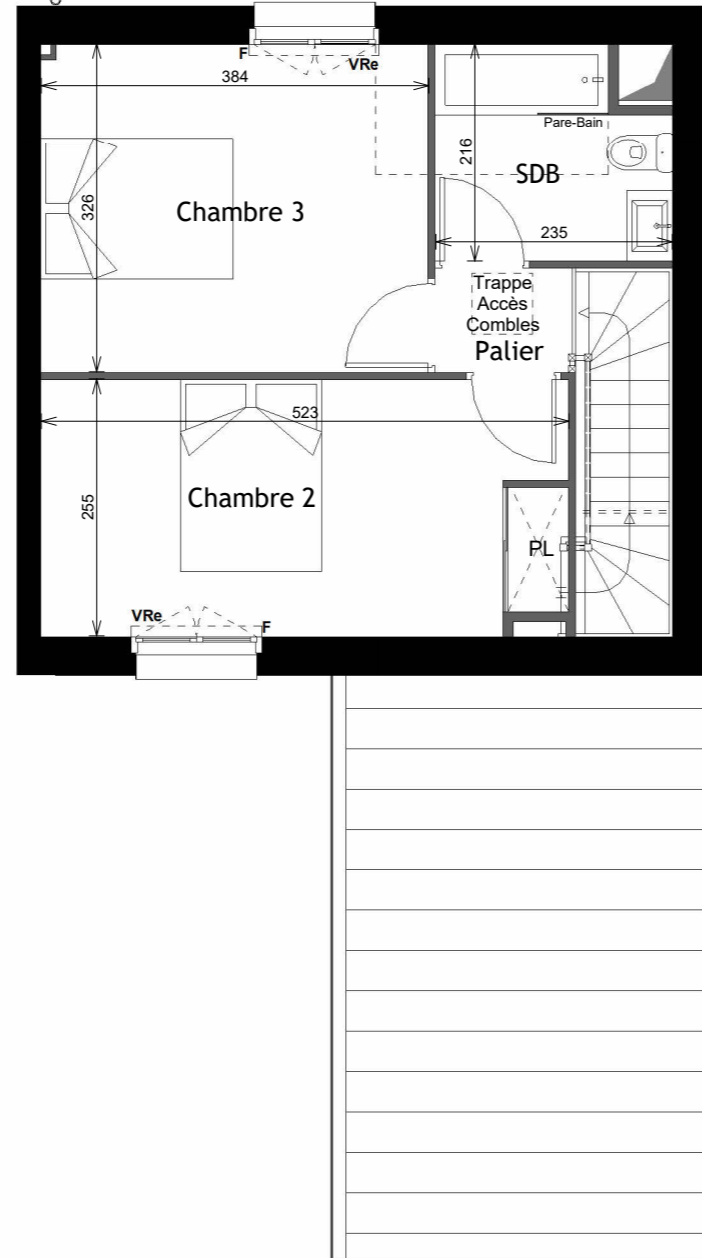 F
VRe
384
Pare-Bain
216
SDB
326
Chambre 3
235
Trappe
Accès
Combles
Palier
523
Chambre 2
255
PL
VRe
F